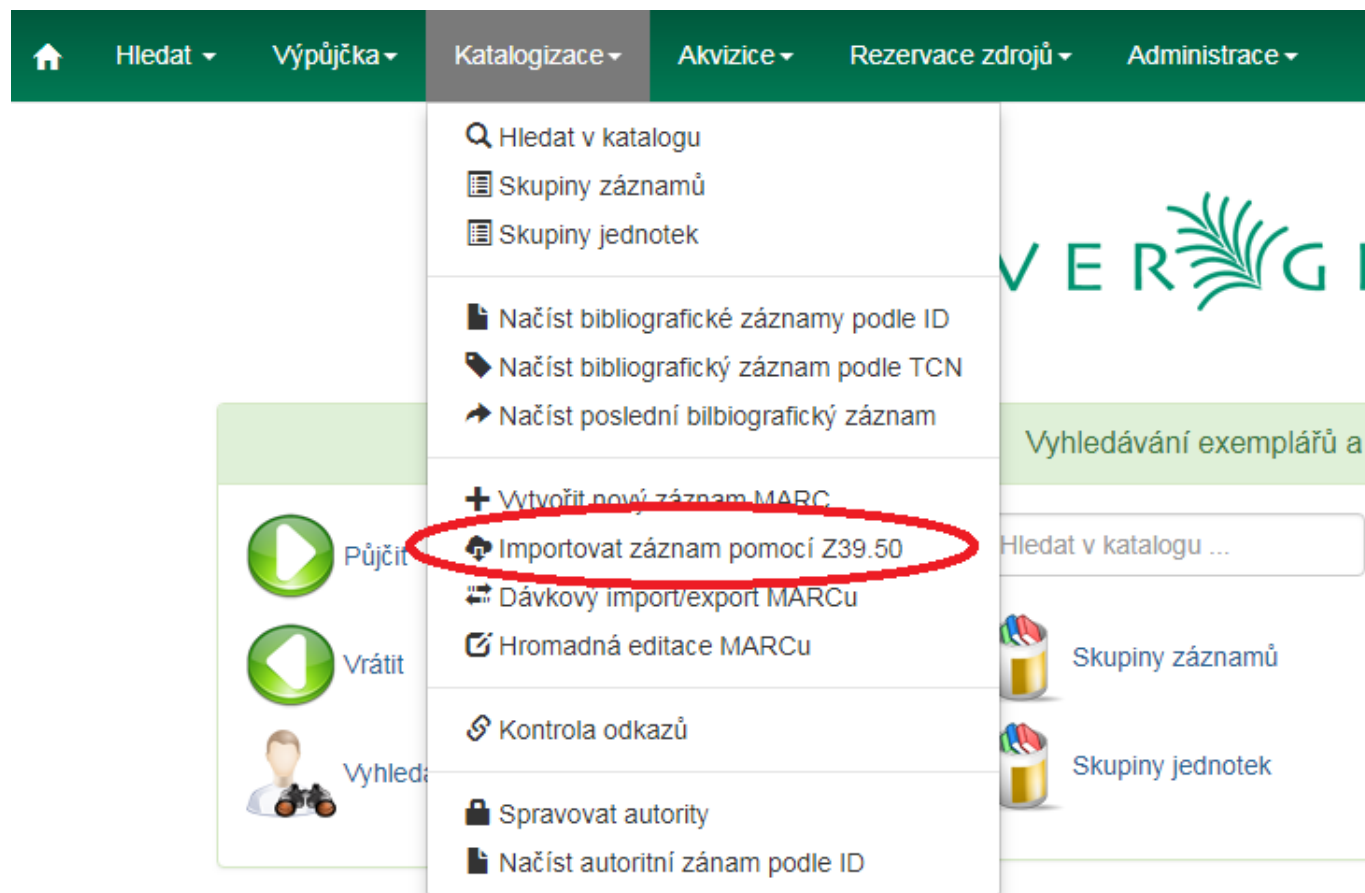 Hledat Výpůjčka Katalogizace Akvizice Rezervace zdrojů Administrace
Hledat v katalogu
Skupiny záznamů
Skupiny jednotek
Načíst bibliografické záznamy podle ID
Načíst bibliografický záznam podle TCN
Načíst poslední bilbiografický záznam
Vytvořit nový záznam MARC
Importovat záznam pomocí Z39.50
Dávkový import/export MARCu
Hromadná editace MARCu
Kontrola odkazů
Spravovat autority
Načíst autoritní zánam podle ID
VERG
Vyhledávání exemplářů a
Půjčit
Vrátit
Hledat v katalogu ...
Skupiny záznamů
Skupiny jednotek